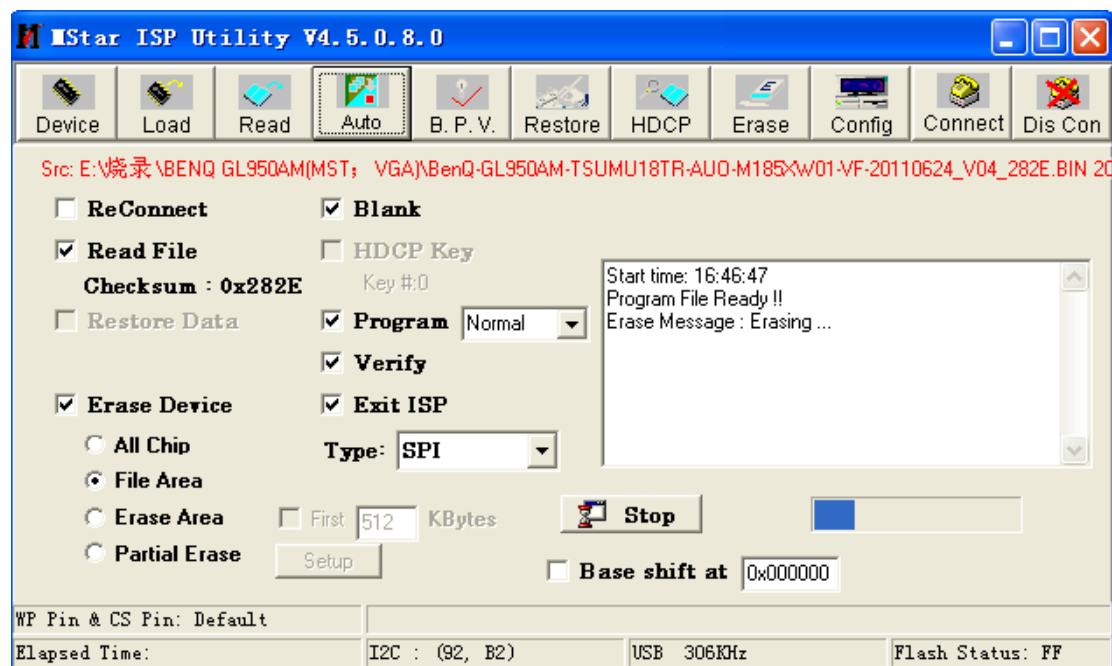 MStar ISP Utility V4.5.0.8.0
Device Load Read Auto B. P. V. Restore HDCP Erase Config Connect Dis Con
Src: E:\烧录\BENQ GL950AM(MST； VGA)\BenQ-GL950AM-TSUMU18TR-AUO-M185XW01-VF-20110624_V04_282E.BIN 20
ReConnect Blank
Read File HDCP Key
Checksum : 0x282E Key #:0
Restore Data Program Normal
Verify
Erase Device Exit ISP
All Chip Type: SPI
File Area
Erase Area First 512 KBytes
Partial Erase Setup
Start time: 16:46:47
Program File Ready !!
Erase Message : Erasing ...
Stop
Base shift at 0x000000
WP Pin & CS Pin: Default
Elapsed Time: I2C : (92, B2) USB 306KHz Flash Status: FF